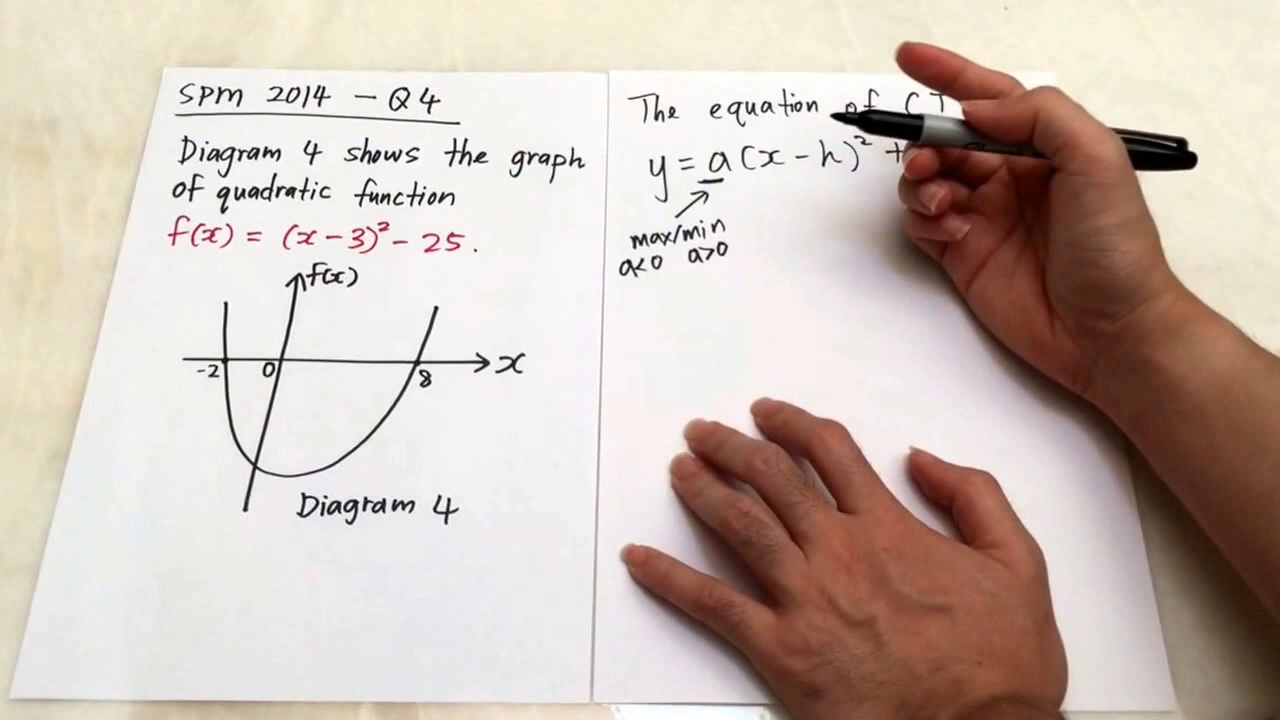 SPM 2014 – Q4
Diagram 4 shows the graph
of quadratic function
f(x) = (x-3)² - 25.
f(x)
-2 0 8 x
Diagram 4
The equation of
y = a(x-h)² +
max/min
a<0 a>0